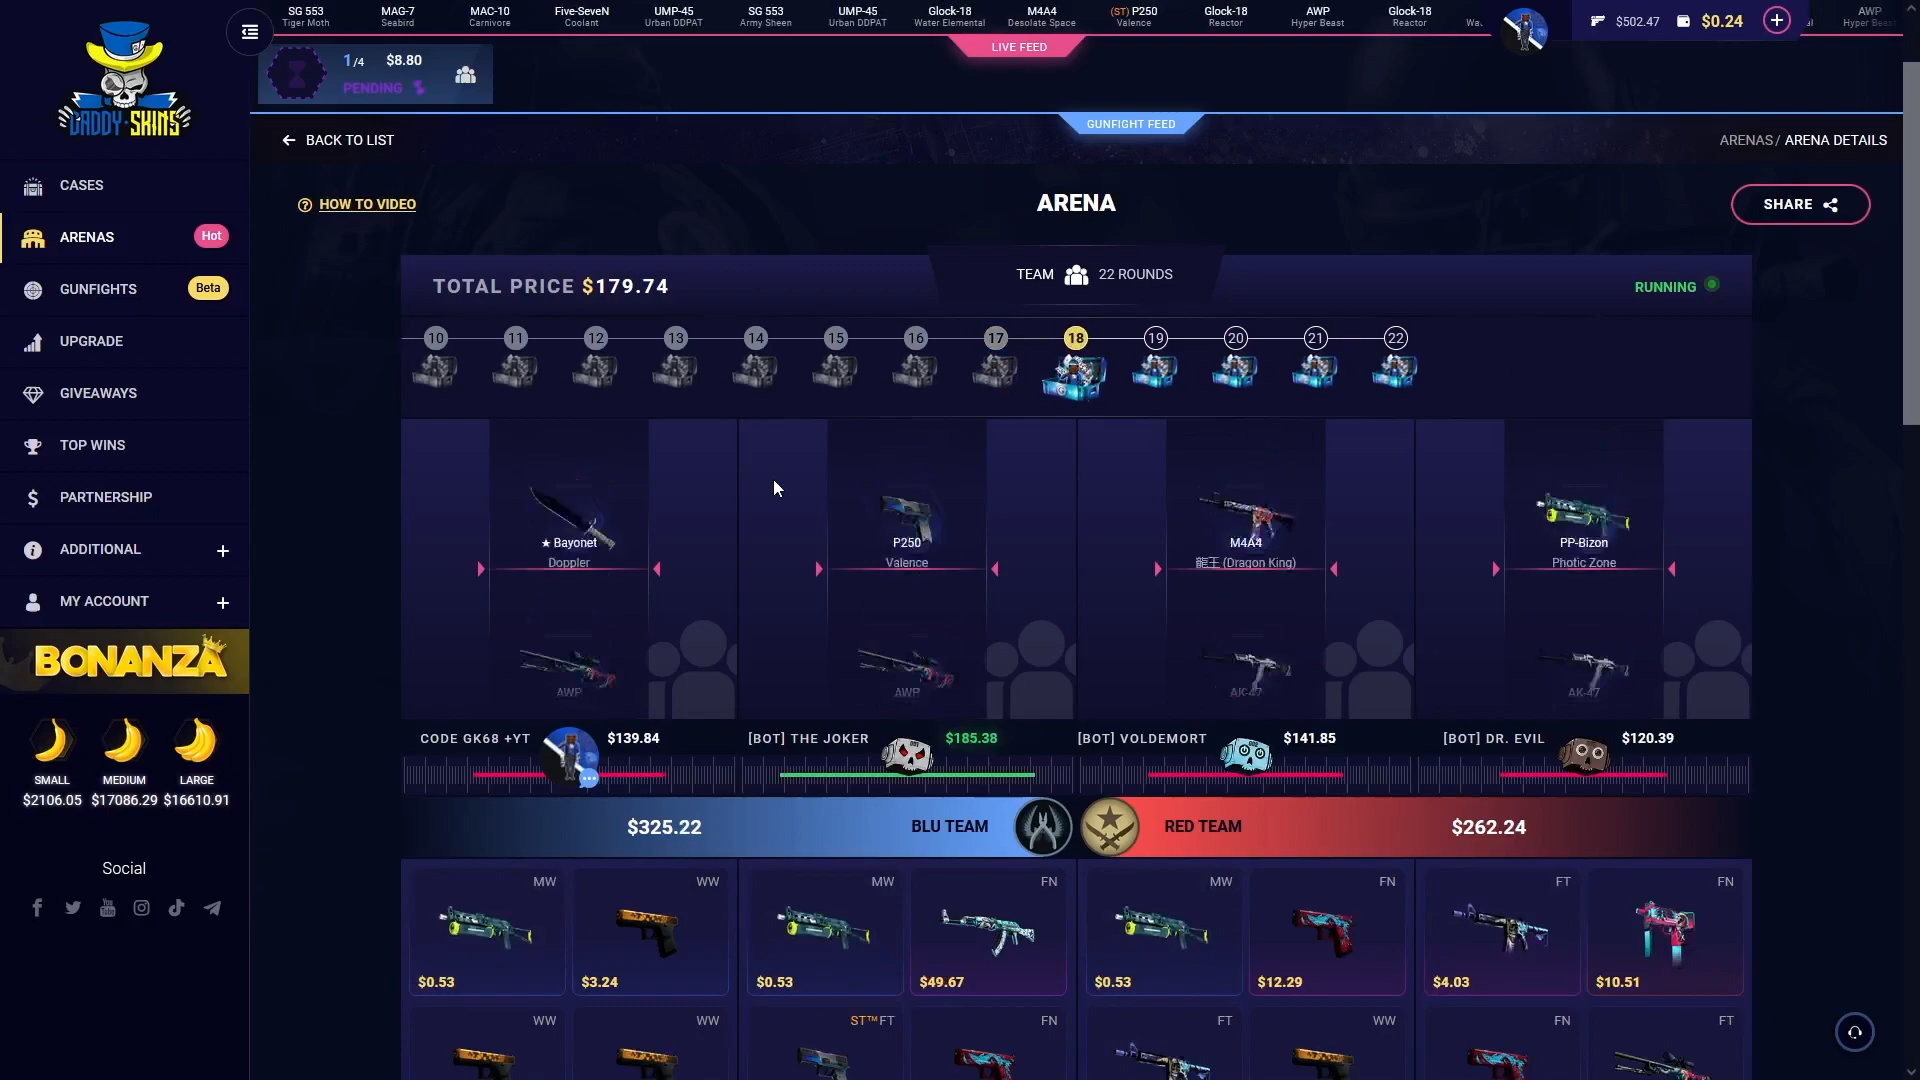 SG 553
Tiger Moth
MAG-7
Seabird
MAC-10
Carnivore
Five-SeveN
Coolant
UMP-45
Urban DDPAT
SG 553
Army Sheen
UMP-45
Urban DDPAT
Glock-18
Water Elemental
M4A4
Desolate Space
(ST) P250
Valence
Glock-18
Reactor
AWP
Hyper Beast
Glock-18
Reactor
AWP
Hyper Beast
$502.47
$0.24
LIVE FEED
1/4
$8.80
PENDING
GUNFIGHT FEED
DADDY SKINS
BACK TO LIST
ARENAS/ ARENA DETAILS
HOW TO VIDEO
ARENA
SHARE
CASES
ARENAS
Hot
GUNFIGHTS
Beta
UPGRADE
GIVEAWAYS
TOP WINS
PARTNERSHIP
ADDITIONAL
MY ACCOUNT
BONANZA
SMALL
$2106.05
MEDIUM
$17086.29
LARGE
$16610.91
Social
TOTAL PRICE $179.74
TEAM 22 ROUNDS
RUNNING
10 11 12 13 14 15 16 17 18 19 20 21 22
★ Bayonet
Doppler
P250
Valence
M4A4
龍王 (Dragon King)
PP-Bizon
Photic Zone
AWP
AWP
AK-47
AK-47
CODE GK68 +YT
$139.84
[BOT] THE JOKER
$185.38
[BOT] VOLDEMORT
$141.85
[BOT] DR. EVIL
$120.39
$325.22
BLU TEAM
RED TEAM
$262.24
MW
$0.53
WW
$3.24
MW
$0.53
FN
$49.67
MW
$0.53
FN
$12.29
FT
$4.03
FN
$10.51
WW
WW
ST™ FT
FN
FT
WW
FN
FT